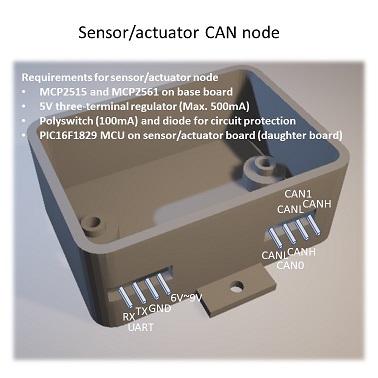 Sensor/actuator CAN node
Requirements for sensor/actuator node
• MCP2515 and MCP2561 on base board
• 5V three-terminal regulator (Max. 500mA)
• Polyswitch (100mA) and diode for circuit protection
• PIC16F1829 MCU on sensor/actuator board (daughter board)
CAN1
CANL CANH
CANL CANH
CAN0
6V~9V
RX TX GND
UART